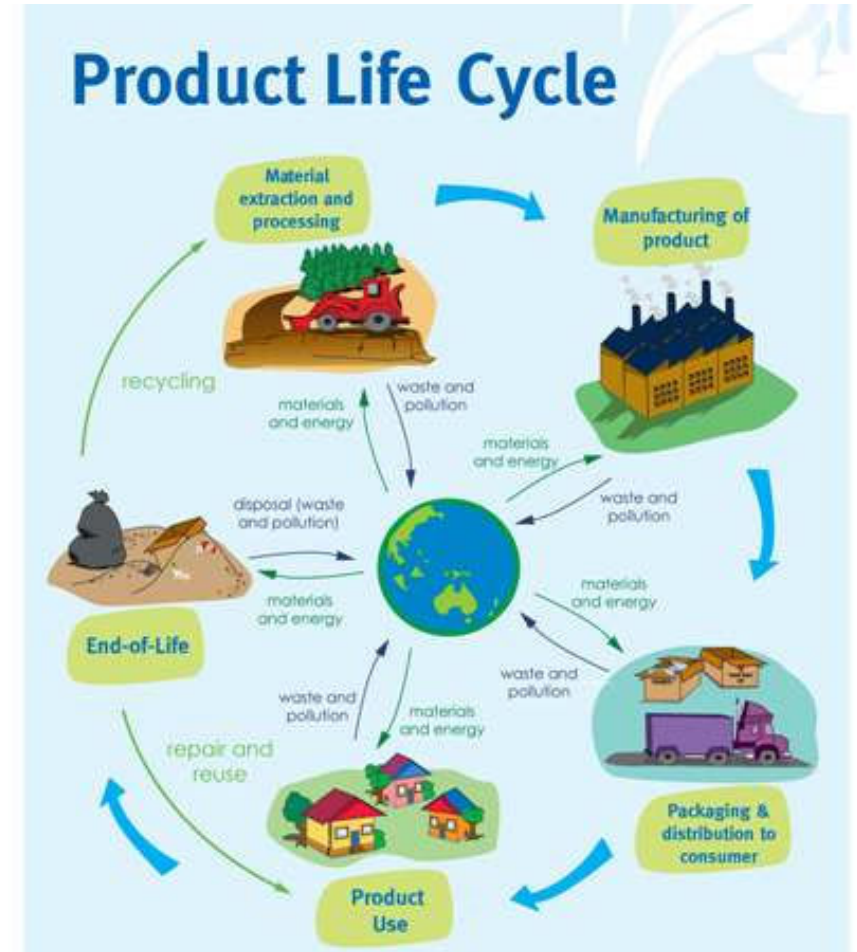 Product Life Cycle
Material
extraction and
processing
Manufacturing of
product
recycling
materials
and energy
waste and
pollution
materials
and energy
waste and
pollution
disposal (waste
and pollution)
materials
and energy
materials
and energy
waste and
pollution
End-of-Life
waste and
pollution
materials
and energy
repair and
reuse
Packaging &
distribution to
consumer
Product
Use